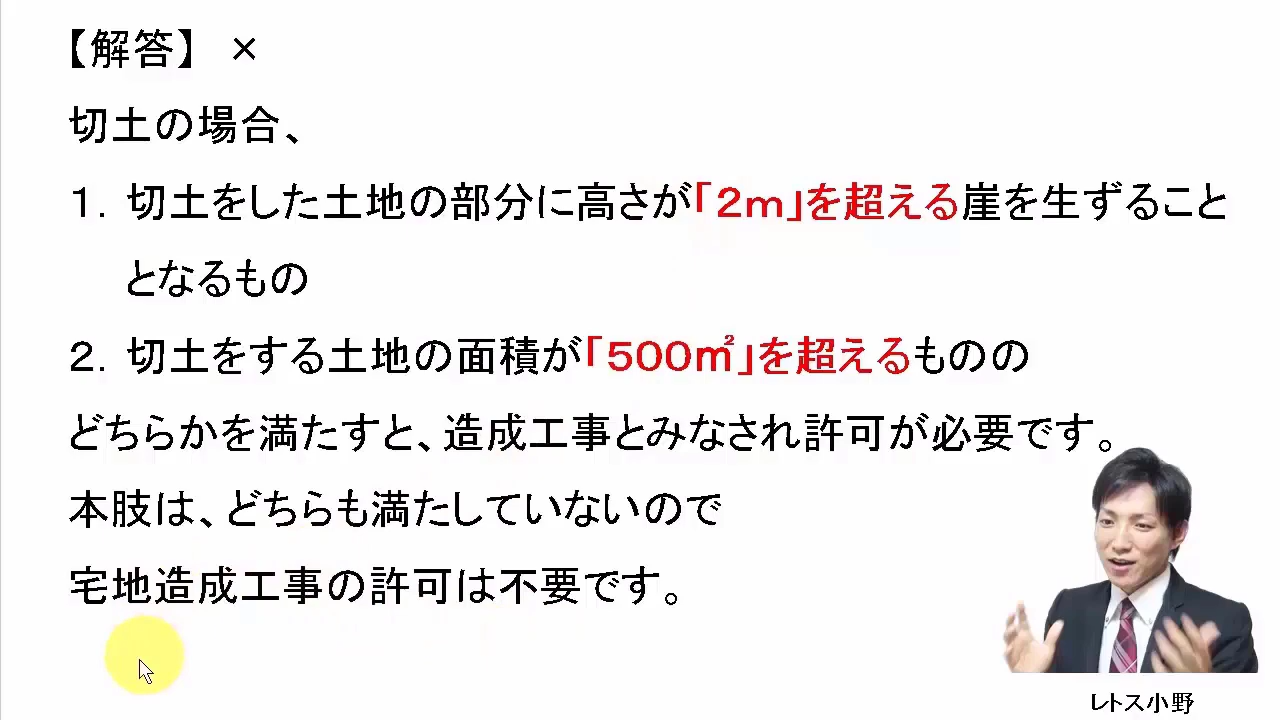 【解答】 ×
切土の場合、
１．切土をした土地の部分に高さが「２ｍ」を超える崖を生ずること
となるもの
２．切土をする土地の面積が「５００㎡」を超えるものの
どちらかを満たすと、造成工事とみなされ許可が必要です。
本肢は、どちらも満たしていないので
宅地造成工事の許可は不要です。
レトス小野